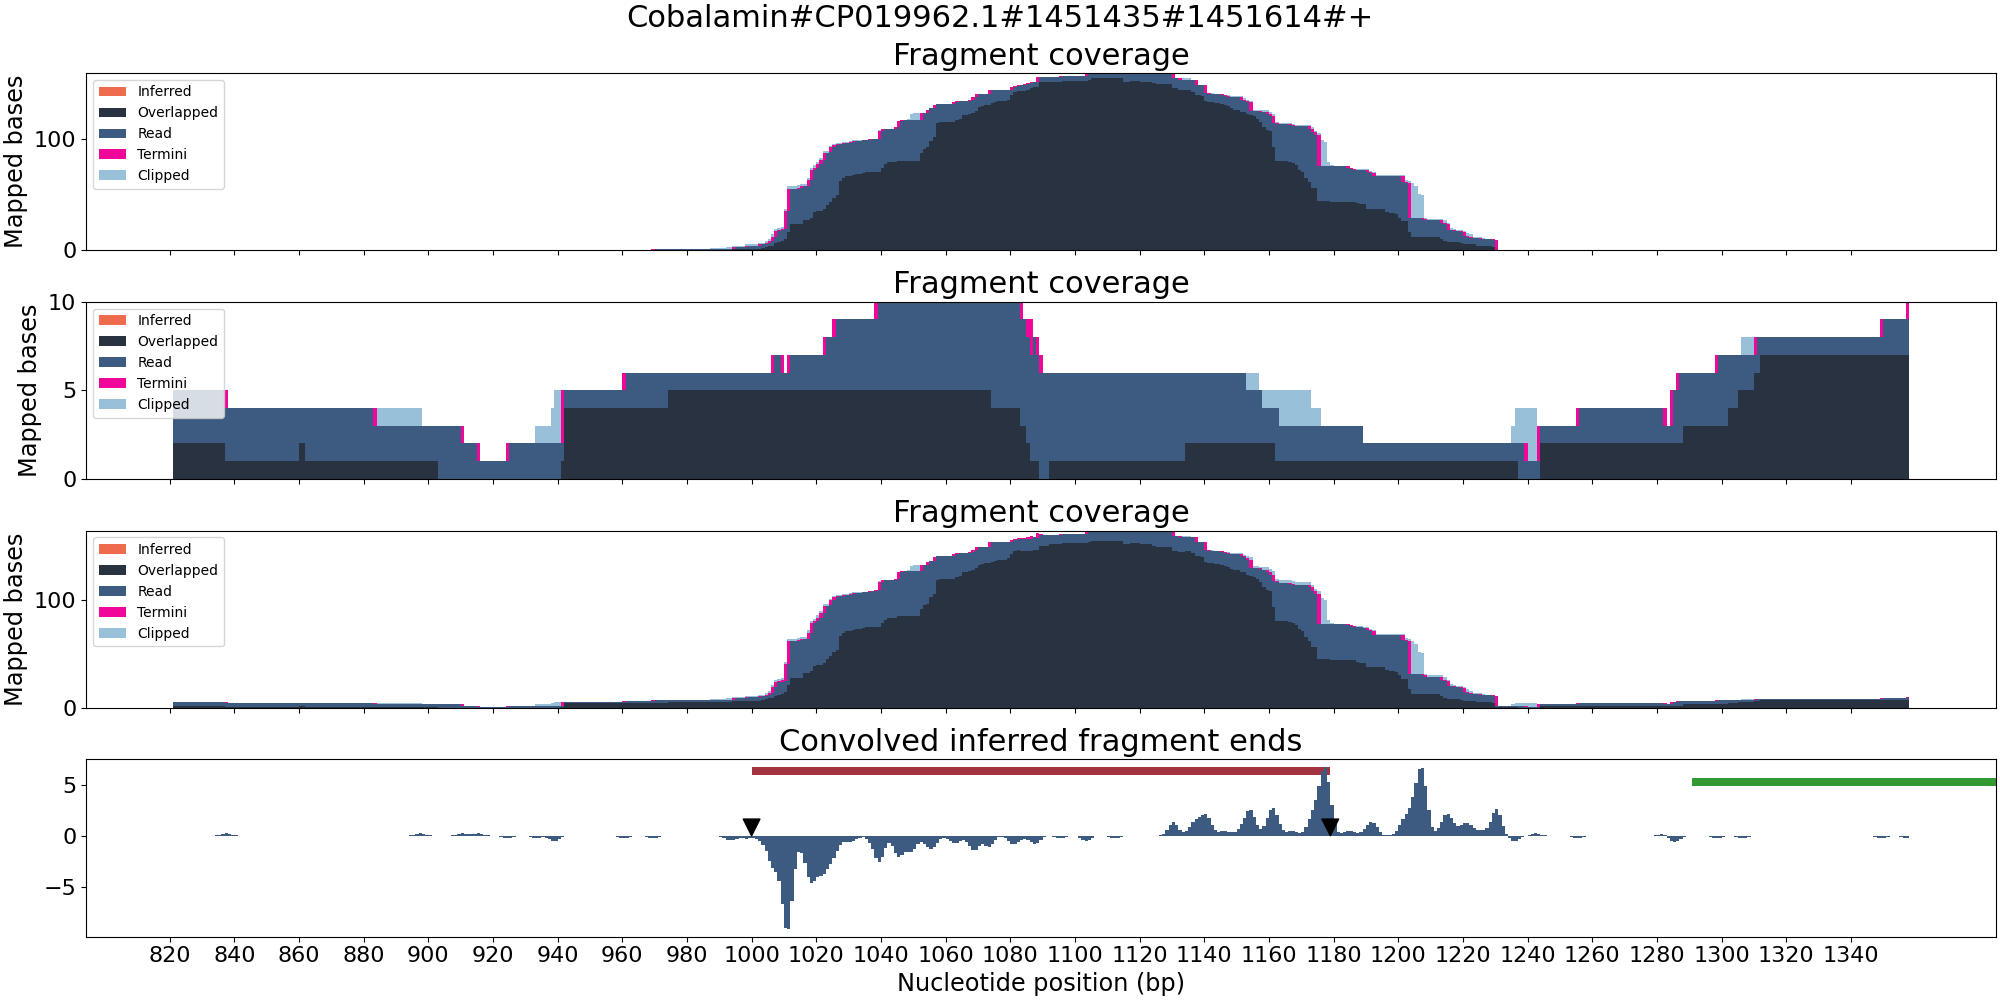 Cobalamin#CP019962.1#1451435#1451614#+
Fragment coverage
Mapped bases
100
0
Inferred
Overlapped
Read
Termini
Clipped
Fragment coverage
Mapped bases
10
5
0
Inferred
Overlapped
Read
Termini
Clipped
Fragment coverage
Mapped bases
100
0
Inferred
Overlapped
Read
Termini
Clipped
Convolved inferred fragment ends
5
0
−5
820 840 860 880 900 920 940 960 980 1000 1020 1040 1060 1080 1100 1120 1140 1160 1180 1200 1220 1240 1260 1280 1300 1320 1340
Nucleotide position (bp)